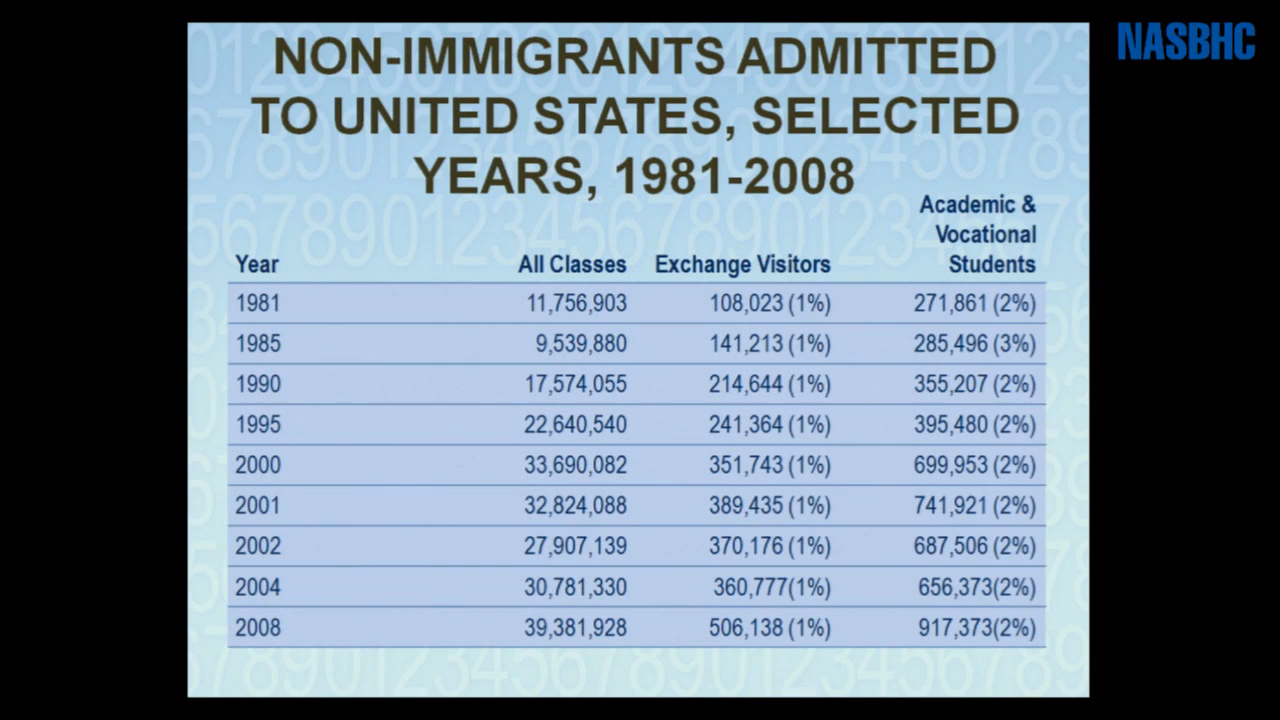 NASBHC
NON-IMMIGRANTS ADMITTED
TO UNITED STATES, SELECTED
YEARS, 1981-2008
Academic &
Vocational
Year All Classes Exchange Visitors Students
1981 11,756,903 108,023 (1%) 271,861 (2%)
1985 9,539,880 141,213 (1%) 285,496 (3%)
1990 17,574,055 214,644 (1%) 355,207 (2%)
1995 22,640,540 241,364 (1%) 395,480 (2%)
2000 33,690,082 351,743 (1%) 699,953 (2%)
2001 32,824,088 389,435 (1%) 741,921 (2%)
2002 27,907,139 370,176 (1%) 687,506 (2%)
2004 30,781,330 360,777(1%) 656,373(2%)
2008 39,381,928 506,138 (1%) 917,373(2%)